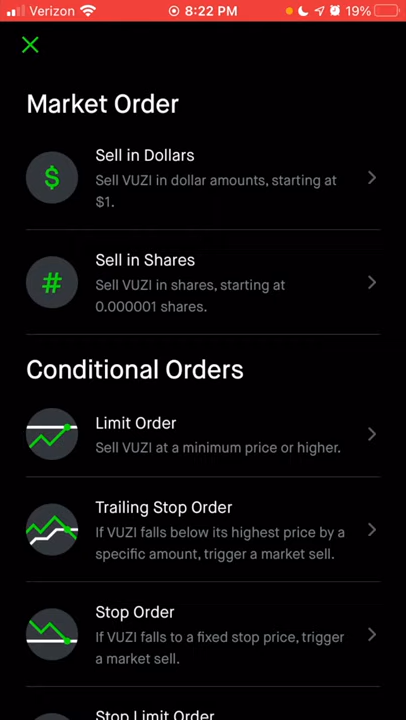 Verizon 8:22 PM 19%
Market Order
$
Sell in Dollars
Sell VUZI in dollar amounts, starting at
$1.
#
Sell in Shares
Sell VUZI in shares, starting at
0.000001 shares.
Conditional Orders
Limit Order
Sell VUZI at a minimum price or higher.
Trailing Stop Order
If VUZI falls below its highest price by a
specific amount, trigger a market sell.
Stop Order
If VUZI falls to a fixed stop price, trigger
a market sell.
Stop Limit Order